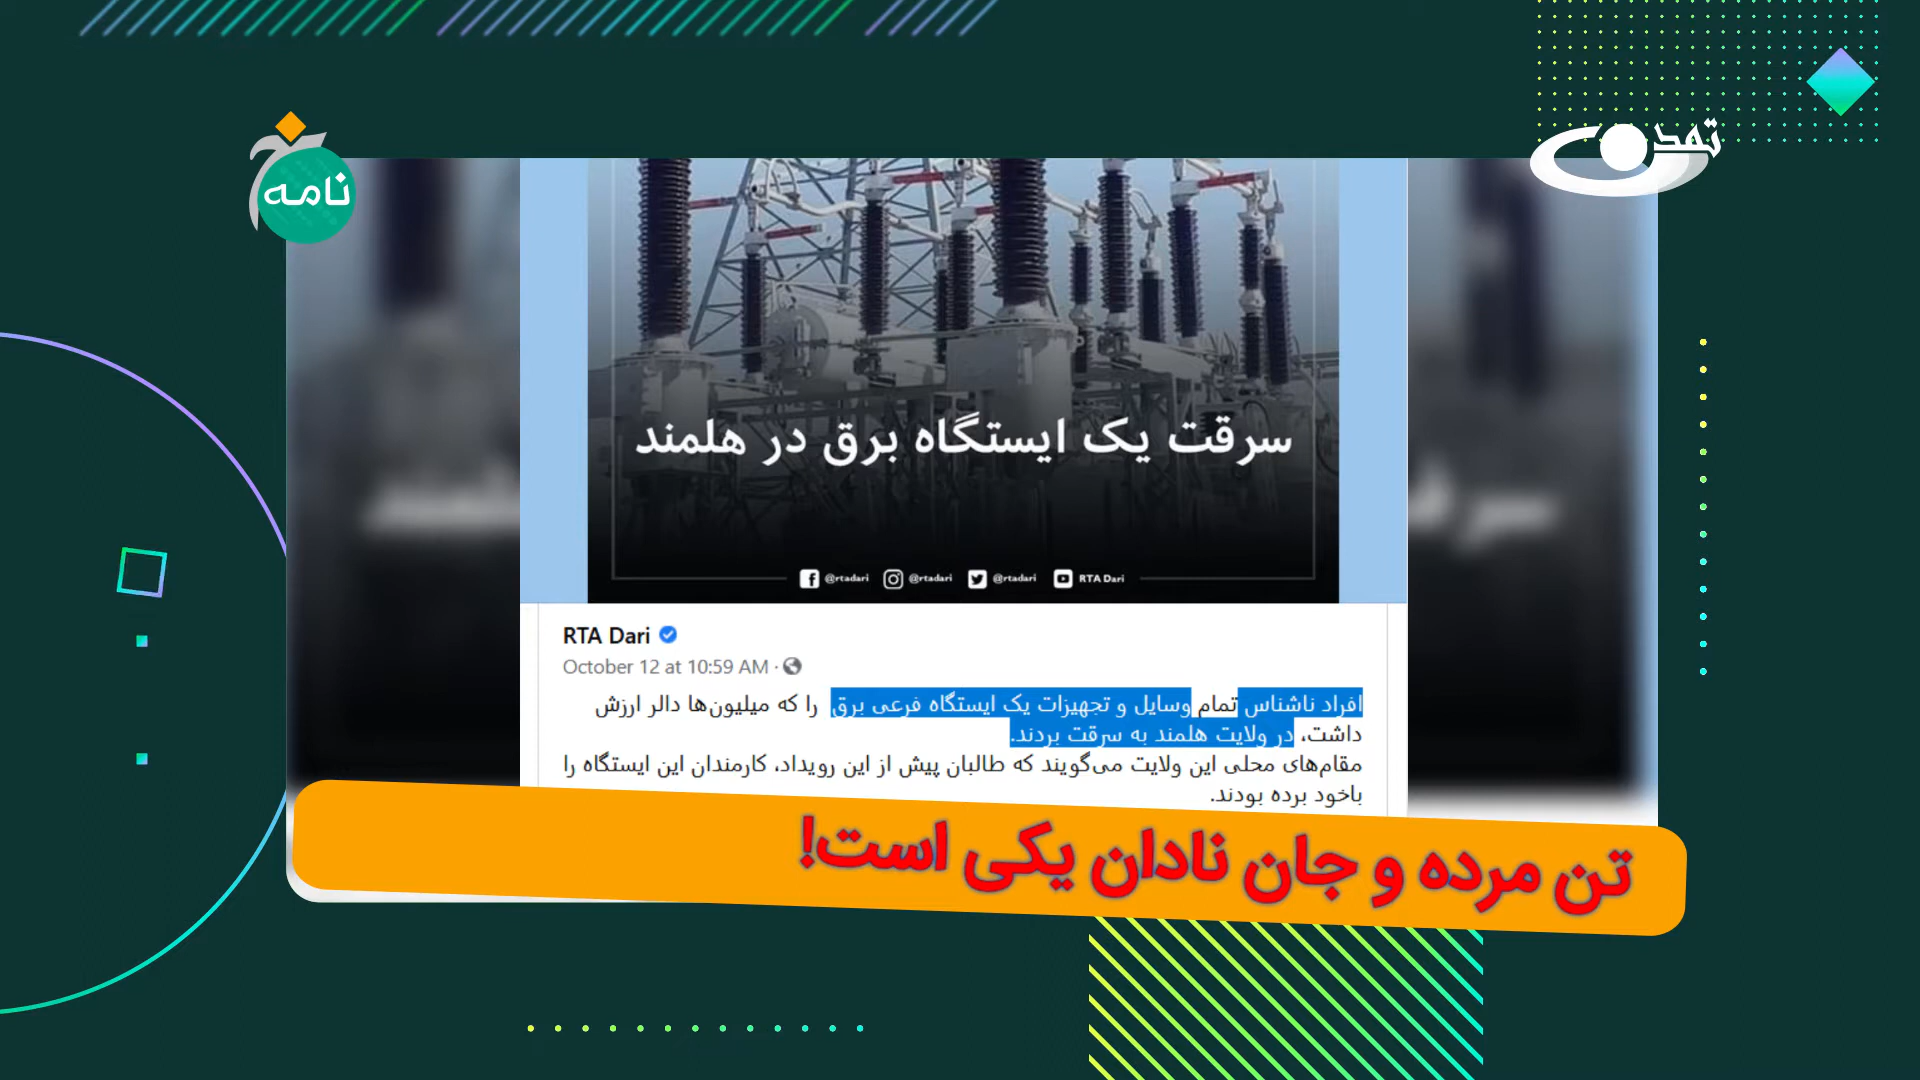 تمدن
نامه
سرقت یک ایستگاه برق در هلمند
@rtadari @rtadari @rtadari RTA Dari
RTA Dari
October 12 at 10:59 AM ·
افراد ناشناس تمام وسایل و تجهیزات یک ایستگاه فرعی برق را که میلیون‌ها دالر ارزش
داشت، در ولایت هلمند به سرقت بردند.
مقام‌های محلی این ولایت می‌گویند که طالبان پیش از این رویداد، کارمندان این ایستگاه را
باخود برده بودند.
تن مرده و جان نادان یکی است!